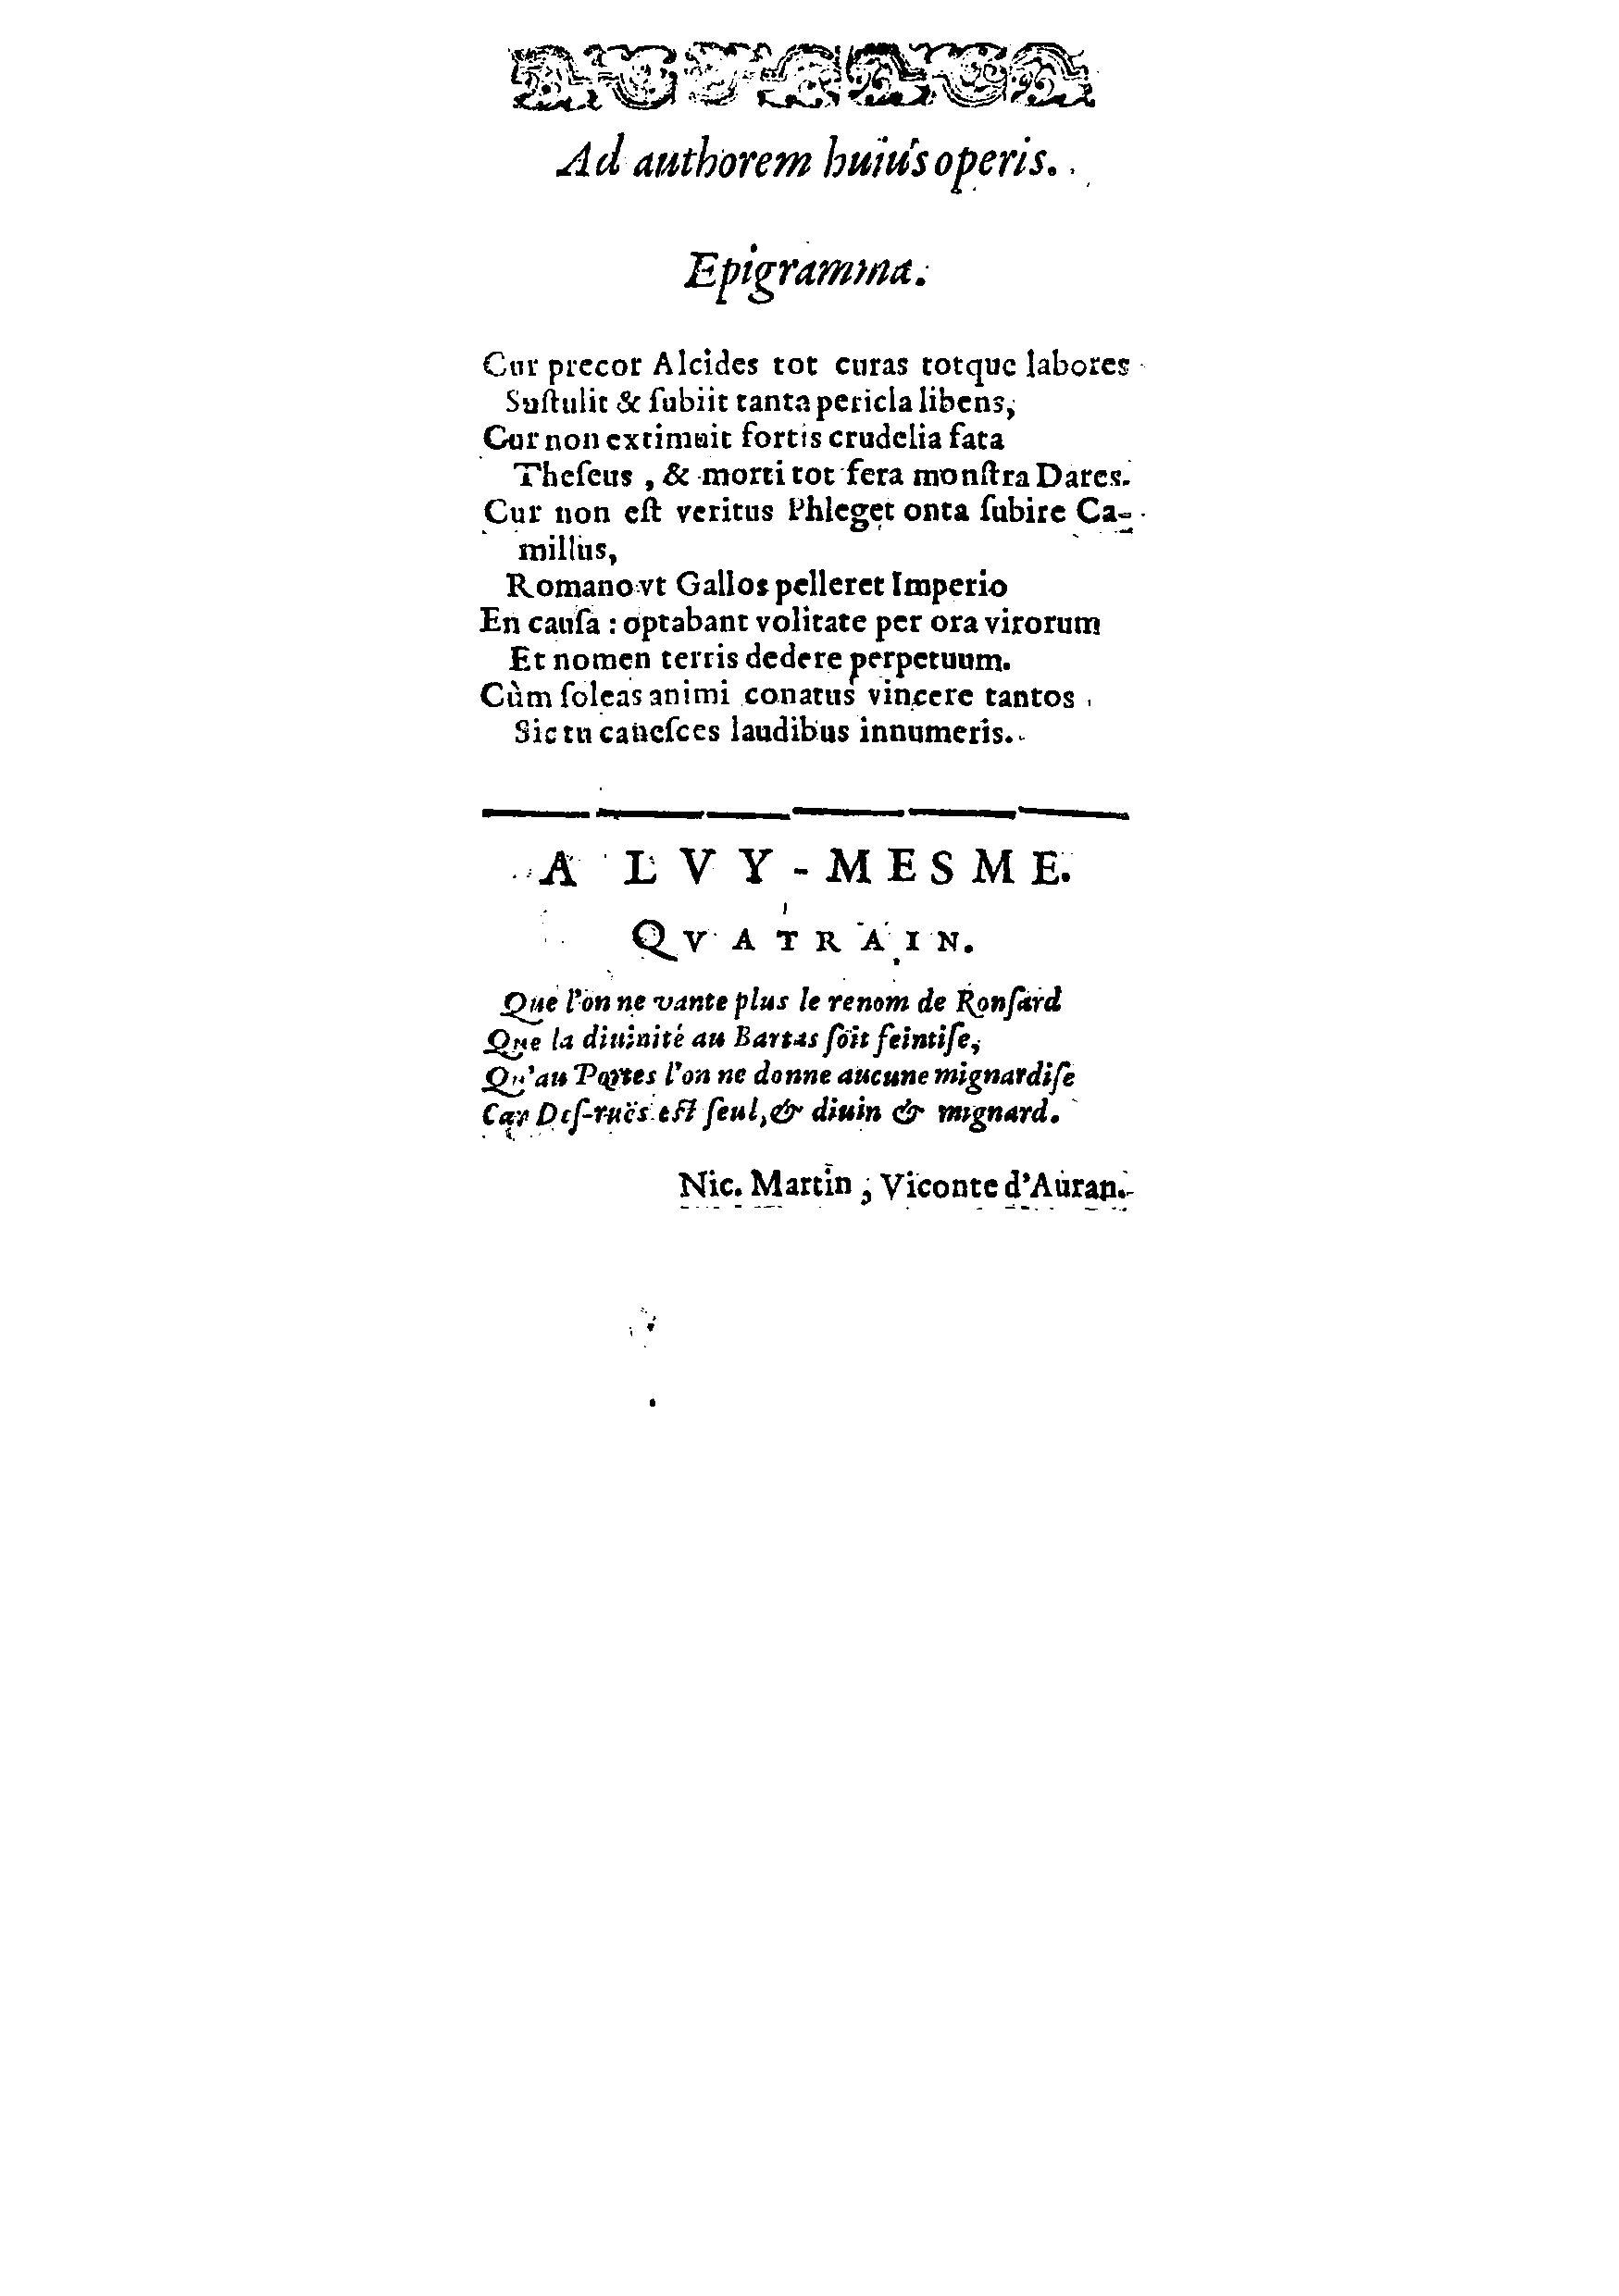 Ad authorem huius operis.
Epigramma.
Cur precor Alcides tot curas totque labores
Suſtulit & ſubiit tanta pericla libens,
Cur non extimuit fortis crudelia fata
Theſeus , & morti tot fera monſtra Dares.
Cur non eſt veritus Phleget onta ſubire Ca-
millus,
Romano vt Gallos pelleret Imperio
En cauſa : optabant volitate per ora virorum
Et nomen terris dedere perpetuum.
Cùm ſoleas animi conatus vincere tantos
Sic tu caneſces laudibus innumeris.
A LVY-MESME.
QVATRAIN.
Que l'on ne vante plus le renom de Ronſard
Que la diuinité au Bartas ſoit feintiſe,
Qu'au Portes l'on ne donne aucune mignardiſe
Car Deſ-ruës eſt ſeul, & diuin & mignard.
Nic. Martin , Viconte d'Auran.